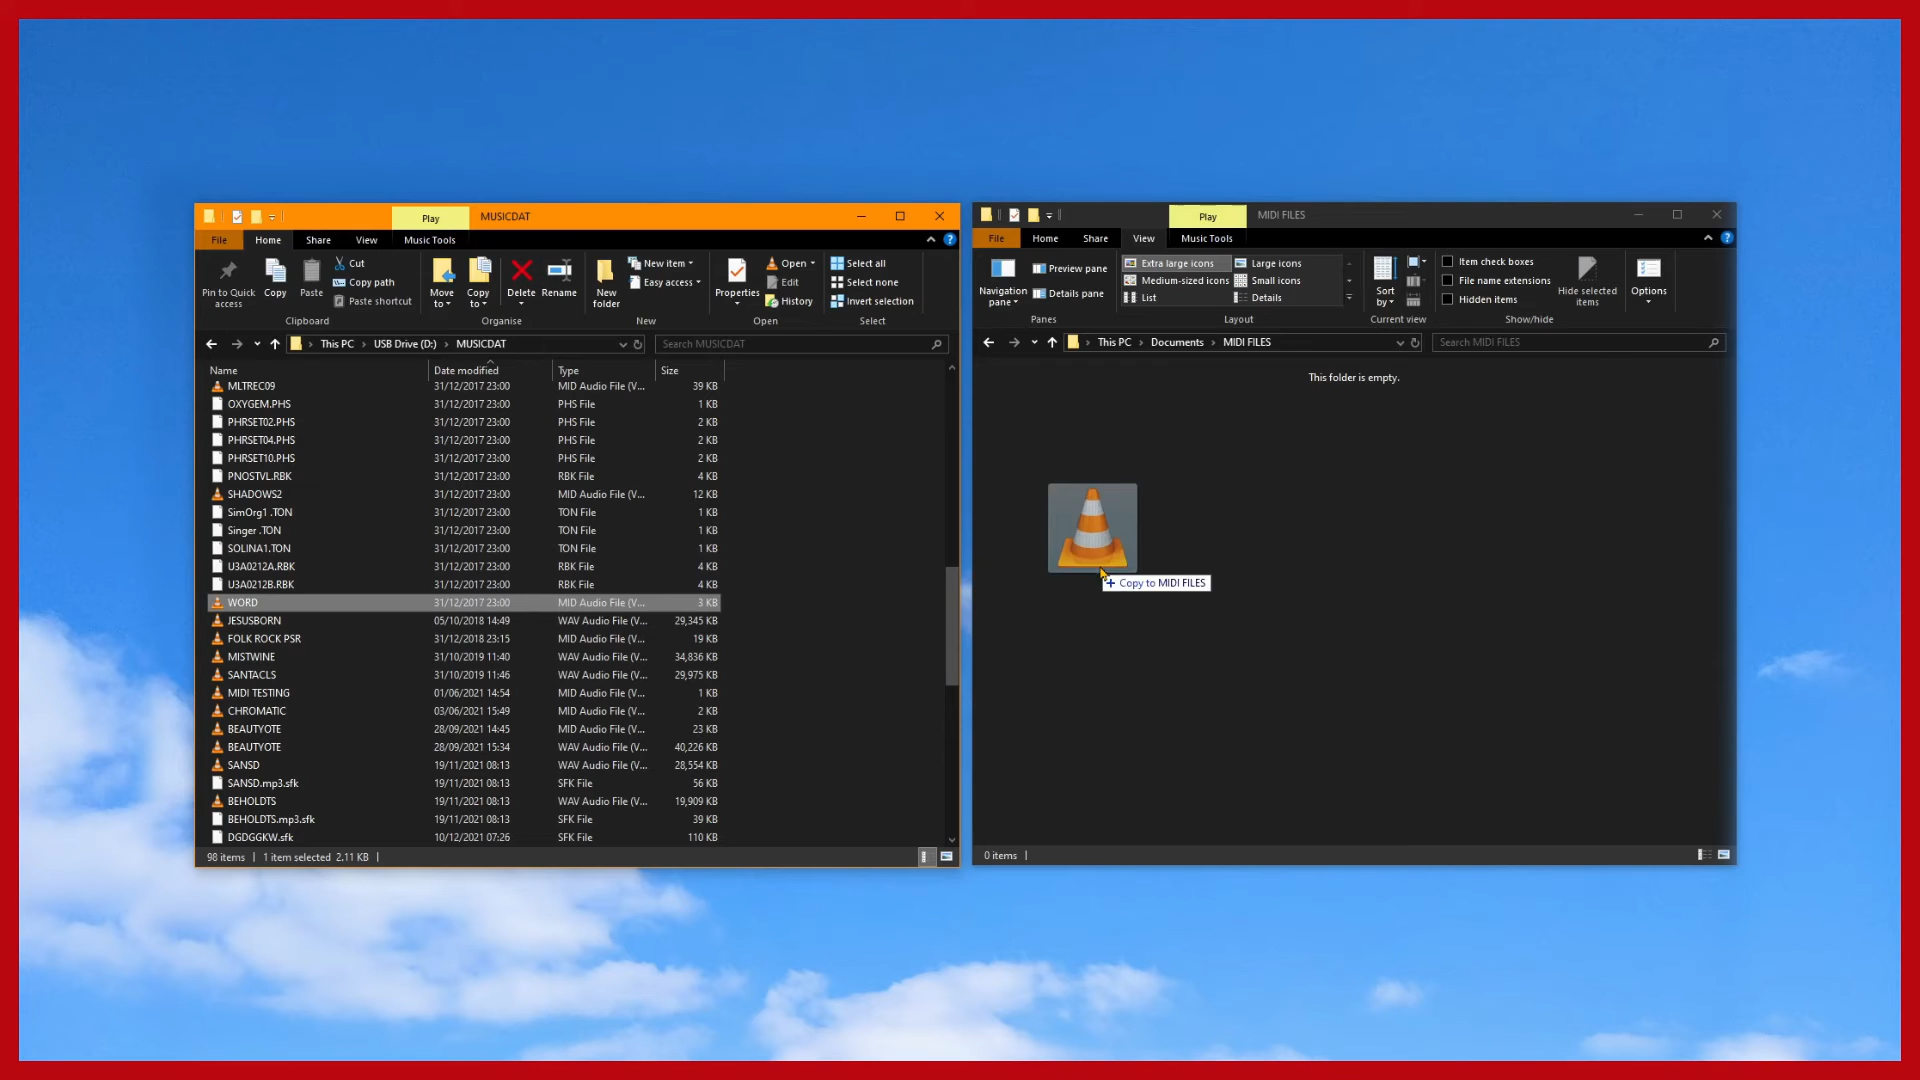 Play
MUSICDAT
File
Home
Share
View
Music Tools
Pin to Quick
access
Copy
Paste
Cut
Copy path
Paste shortcut
Clipboard
Move
to
Copy
to
Delete
Rename
Organise
New
folder
New item
Easy access
New
Properties
Open
Edit
History
Open
Select all
Select none
Invert selection
Select
This PC
USB Drive (D:)
MUSICDAT
Search MUSICDAT
Name Date modified Type Size
MLTREC09 31/12/2017 23:00 MID Audio File (V... 39 KB
OXYGEM.PHS 31/12/2017 23:00 PHS File 1 KB
PHRSET02.PHS 31/12/2017 23:00 PHS File 2 KB
PHRSET04.PHS 31/12/2017 23:00 PHS File 2 KB
PHRSET10.PHS 31/12/2017 23:00 PHS File 2 KB
PNOSTVL.RBK 31/12/2017 23:00 RBK File 4 KB
SHADOWS2 31/12/2017 23:00 MID Audio File (V... 12 KB
SimOrg1 .TON 31/12/2017 23:00 TON File 1 KB
Singer .TON 31/12/2017 23:00 TON File 1 KB
SOLINA1.TON 31/12/2017 23:00 TON File 1 KB
U3A0212A.RBK 31/12/2017 23:00 RBK File 4 KB
U3A0212B.RBK 31/12/2017 23:00 RBK File 4 KB
WORD 31/12/2017 23:00 MID Audio File (V... 3 KB
JESUSBORN 05/10/2018 14:49 WAV Audio File (V... 29,345 KB
FOLK ROCK PSR 31/12/2018 23:15 MID Audio File (V... 19 KB
MISTWINE 31/10/2019 11:40 WAV Audio File (V... 34,836 KB
SANTACLS 31/10/2019 11:46 WAV Audio File (V... 29,975 KB
MIDI TESTING 01/06/2021 14:54 MID Audio File (V... 1 KB
CHROMATIC 03/06/2021 15:49 MID Audio File (V... 2 KB
BEAUTYOTE 28/09/2021 14:45 MID Audio File (V... 23 KB
BEAUTYOTE 28/09/2021 15:34 WAV Audio File (V... 40,226 KB
SANSD 19/11/2021 08:13 WAV Audio File (V... 28,554 KB
SANSD.mp3.sfk 19/11/2021 08:13 SFK File 56 KB
BEHOLDTS 19/11/2021 08:13 WAV Audio File (V... 19,909 KB
BEHOLDTS.mp3.sfk 19/11/2021 08:13 SFK File 39 KB
DGDGGKW.sfk 10/12/2021 07:26 SFK File 110 KB
98 items
1 item selected 2.11 KB
Play
MIDI FILES
File
Home
Share
View
Music Tools
Navigation
pane
Preview pane
Details pane
Panes
Extra large icons
Large icons
Medium-sized icons
Small icons
List
Details
Layout
Sort
by
Current view
Item check boxes
File name extensions
Hidden items
Hide selected
items
Show/hide
Options
This PC
Documents
MIDI FILES
Search MIDI FILES
This folder is empty.
+ Copy to MIDI FILES
0 items